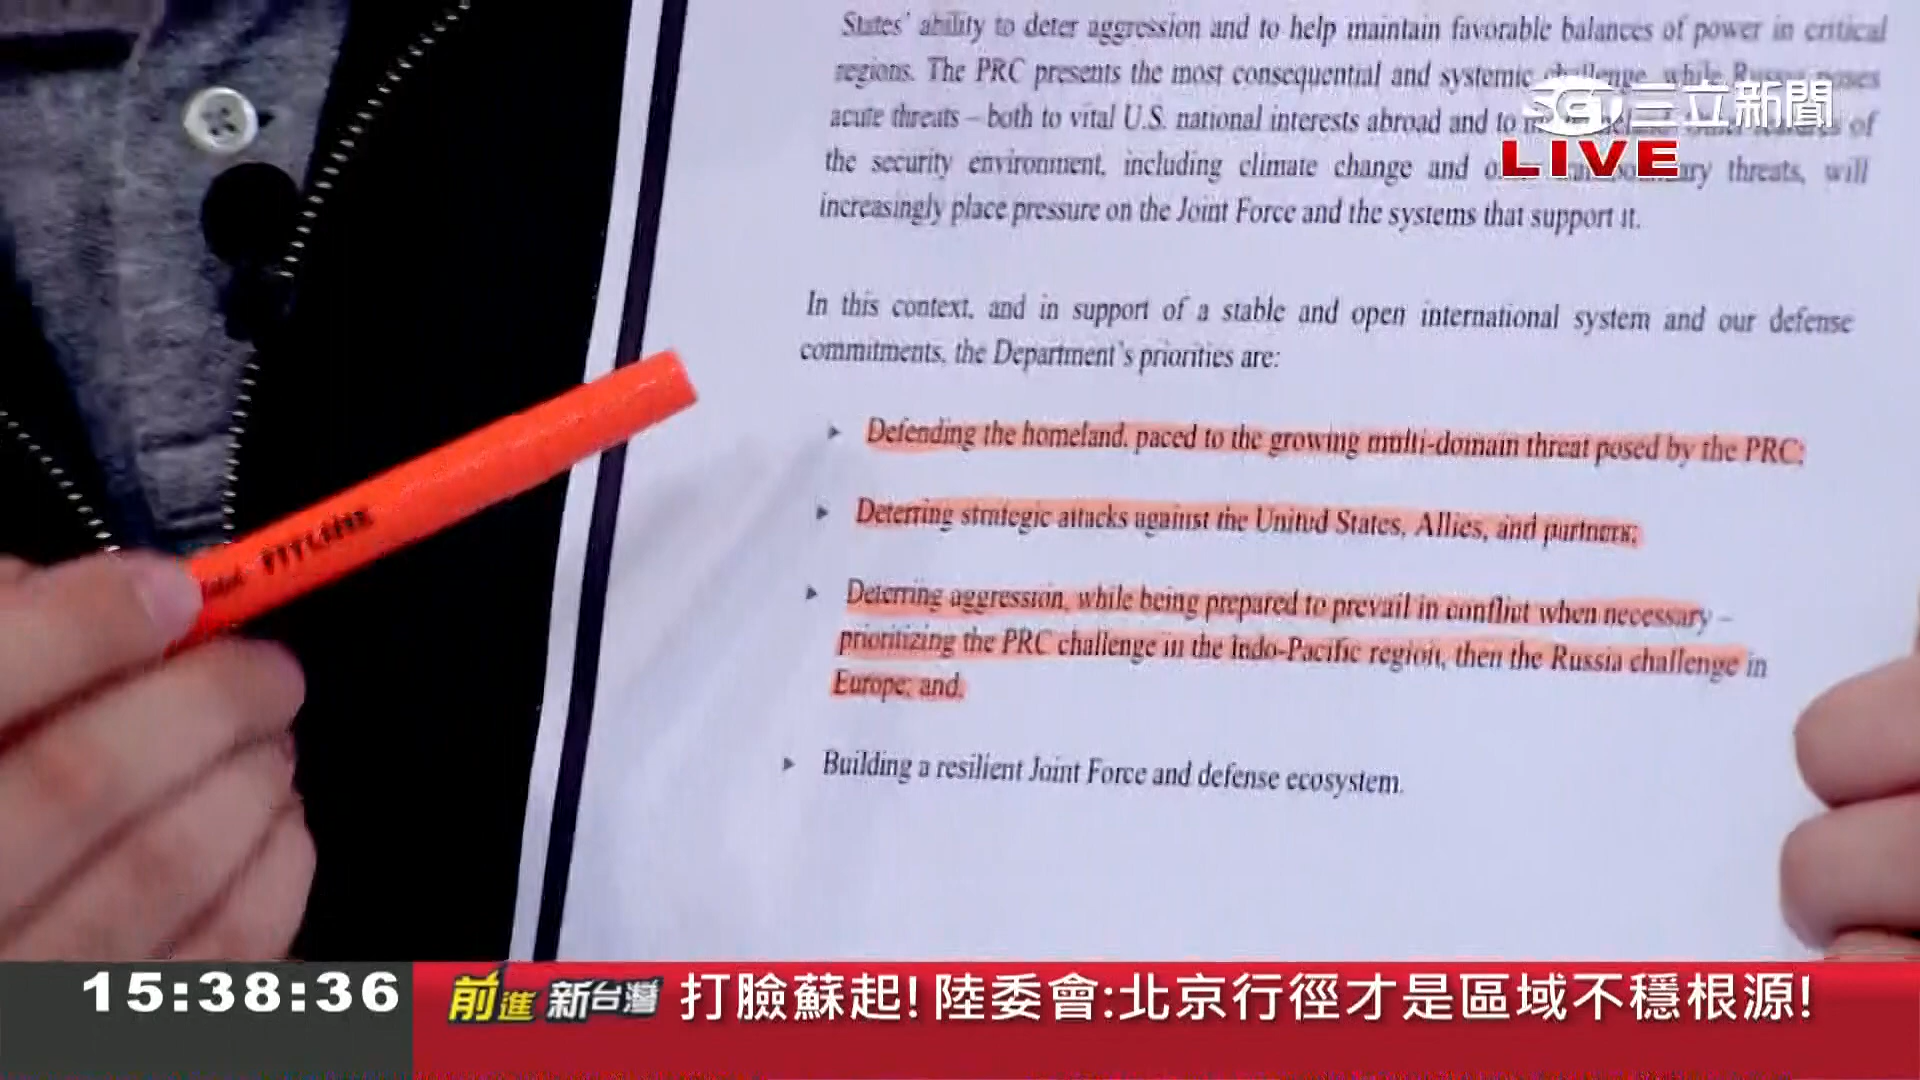 States' ability to deter aggression and to help maintain favorable balances of power in critical
regions. The PRC presents the most consequential and systemic challenge, while Russia poses
acute threats – both to vital U.S. national interests abroad and to of
the security environment, including climate change and threats, will
increasingly place pressure on the Joint Force and the systems that support it.
SET三立新聞
LIVE
In this context, and in support of a stable and open international system and our defense
commitments, the Department's priorities are:
Defending the homeland, paced to the growing multi-domain threat posed by the PRC;
Deterring strategic attacks against the United States, Allies, and partners;
Deterring aggression, while being prepared to prevail in conflict when necessary –
prioritizing the PRC challenge in the Indo-Pacific region, then the Russia challenge in
Europe; and,
Building a resilient Joint Force and defense ecosystem.
15:38:36
前進新台灣
打臉蘇起!陸委會:北京行徑才是區域不穩根源!